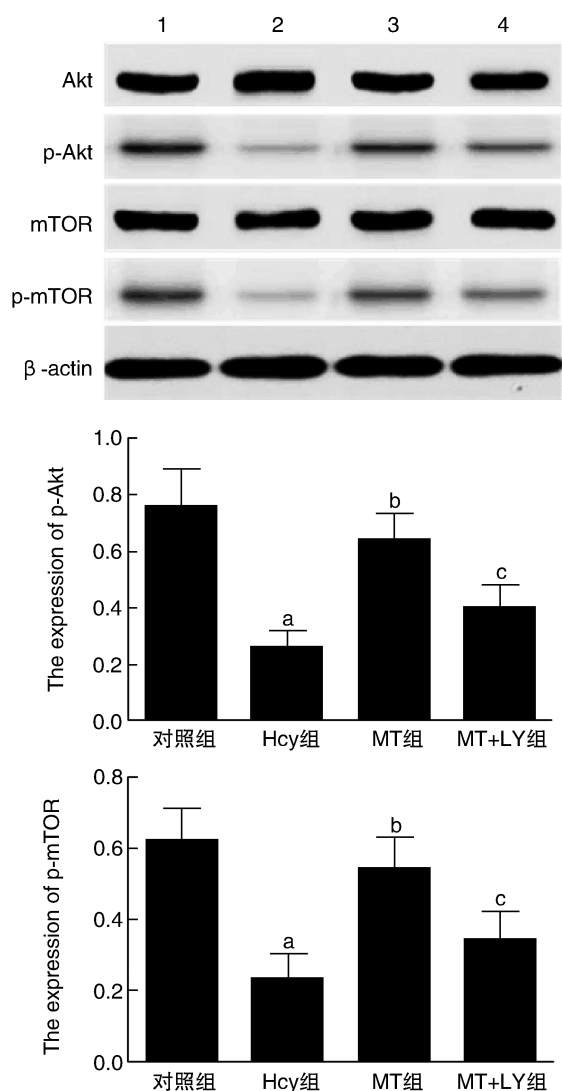 1 2 3 4
Akt
p-Akt
mTOR
p-mTOR
β-actin
The expression of p-Akt
1.0
0.8
0.6
0.4
0.2
0.0
a
b
c
对照组 Hcy组 MT组 MT+LY组
The expression of p-mTOR
0.8
0.6
0.4
0.2
0.0
a
b
c
对照组 Hcy组 MT组 MT+LY组